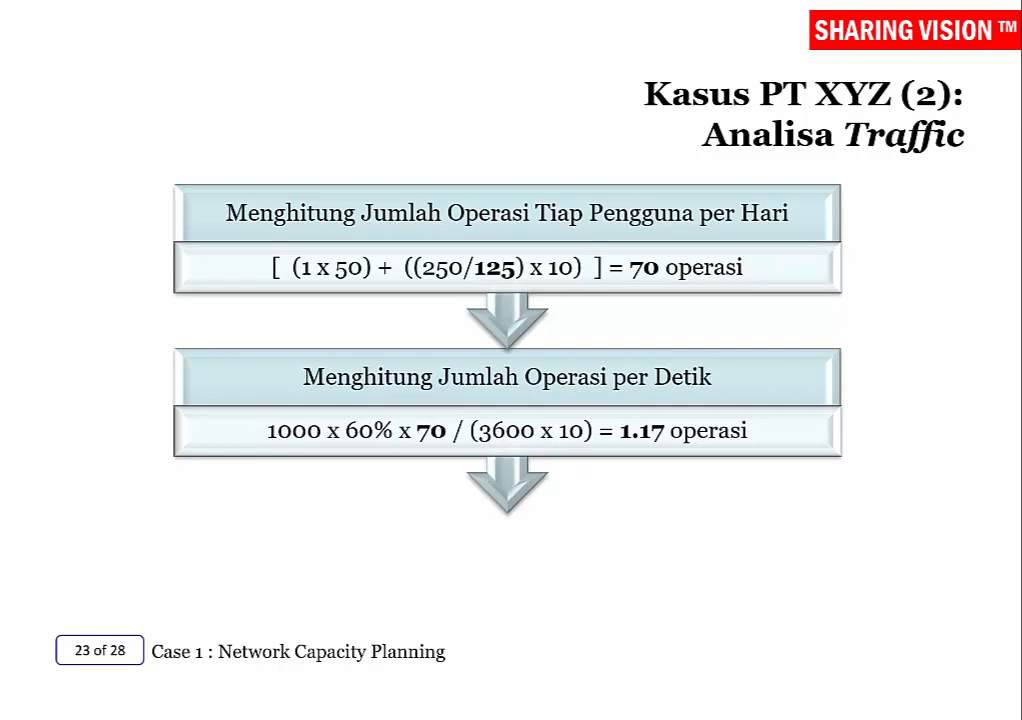 SHARING VISION ™
Kasus PT XYZ (2):
Analisa Traffic
Menghitung Jumlah Operasi Tiap Pengguna per Hari
[ (1 x 50) + ((250/125) x 10) ] = 70 operasi
Menghitung Jumlah Operasi per Detik
1000 x 60% x 70 / (3600 x 10) = 1.17 operasi
23 of 28
Case 1 : Network Capacity Planning